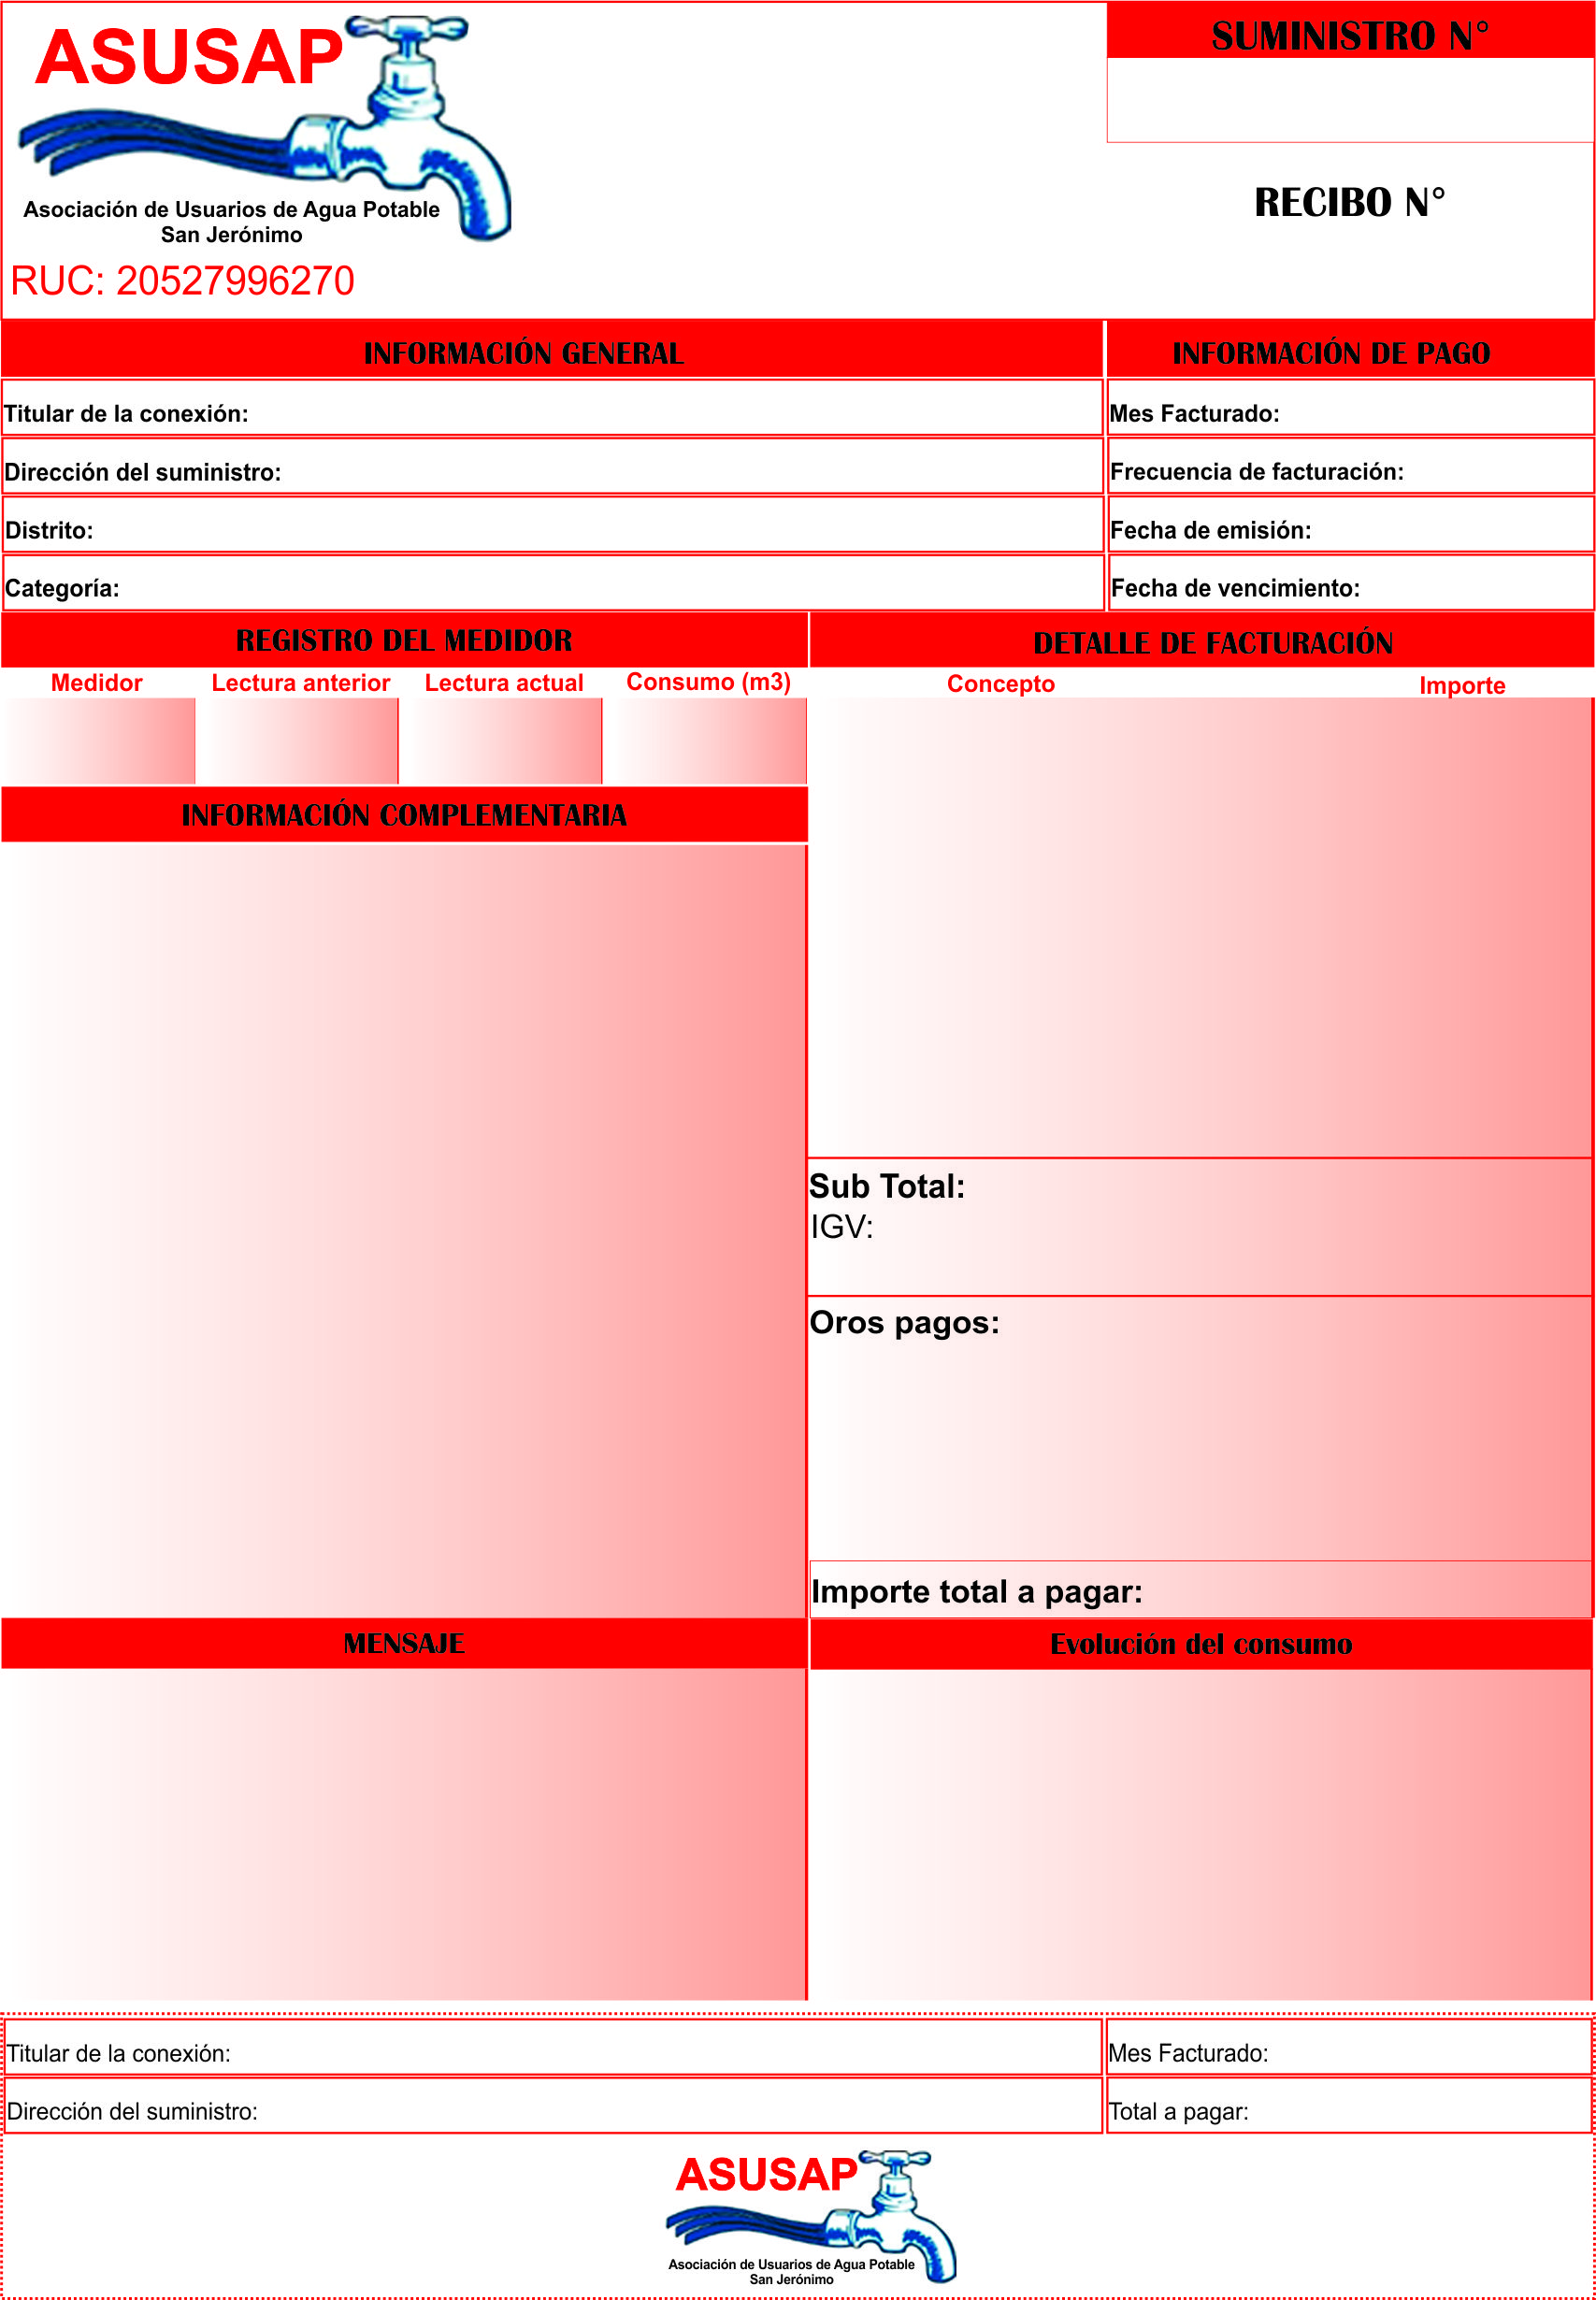 ASUSAP
Asociación de Usuarios de Agua Potable
San Jerónimo
RUC: 20527996270
SUMINISTRO N°
RECIBO N°
INFORMACIÓN GENERAL
INFORMACIÓN DE PAGO
Titular de la conexión:
Mes Facturado:
Dirección del suministro:
Frecuencia de facturación:
Distrito:
Fecha de emisión:
Categoría:
Fecha de vencimiento:
REGISTRO DEL MEDIDOR
DETALLE DE FACTURACIÓN
Medidor Lectura anterior Lectura actual Consumo (m3)
Concepto Importe
INFORMACIÓN COMPLEMENTARIA
Sub Total:
IGV:
Oros pagos:
Importe total a pagar:
MENSAJE
Evolución del consumo
Titular de la conexión:
Mes Facturado:
Dirección del suministro:
Total a pagar:
ASUSAP
Asociación de Usuarios de Agua Potable
San Jerónimo